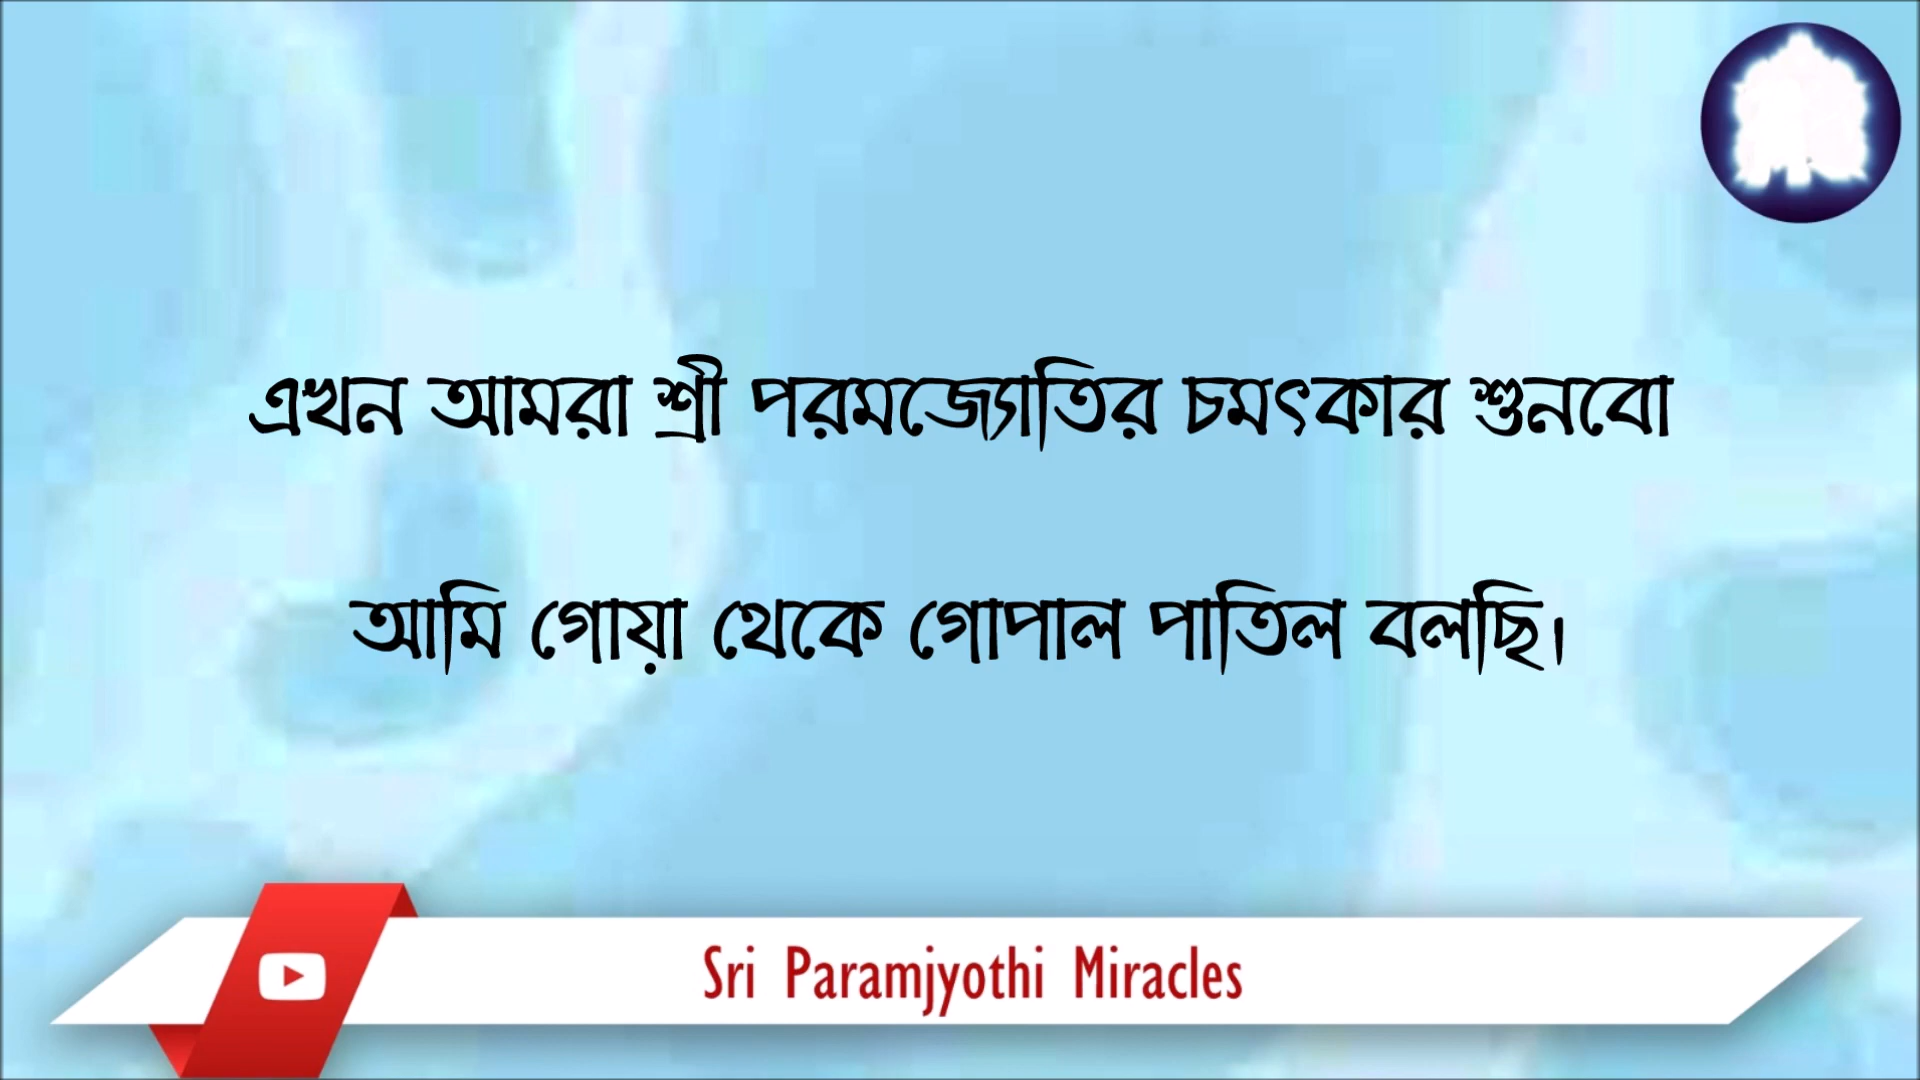 এখন আমরা শ্রী পরমজ্যোতির চমৎকার শুনবো
আমি গোয়া থেকে গোপাল পাতিল বলছি।
Sri Paramjyothi Miracles